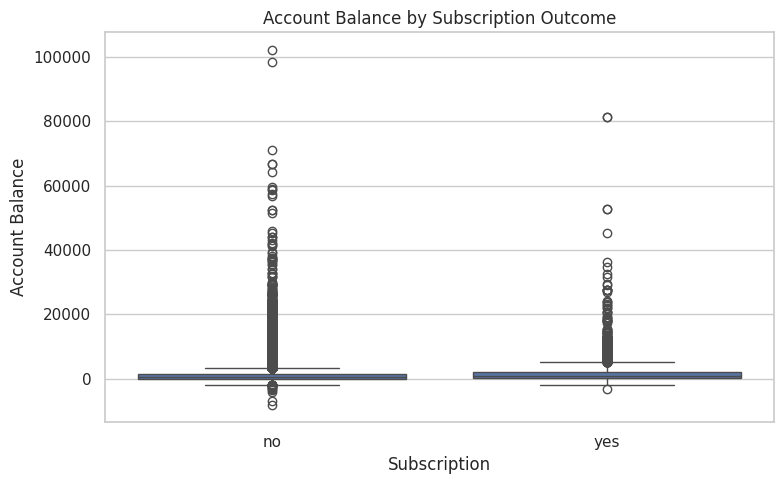 Account Balance by Subscription Outcome
Account Balance
100000
80000
60000
40000
20000
0
no
yes
Subscription